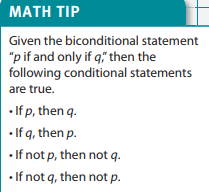 MATH TIP
Given the biconditional statement
“p if and only if q,” then the
following conditional statements
are true.
• If p, then q.
• If q, then p.
• If not p, then not q.
• If not q, then not p.